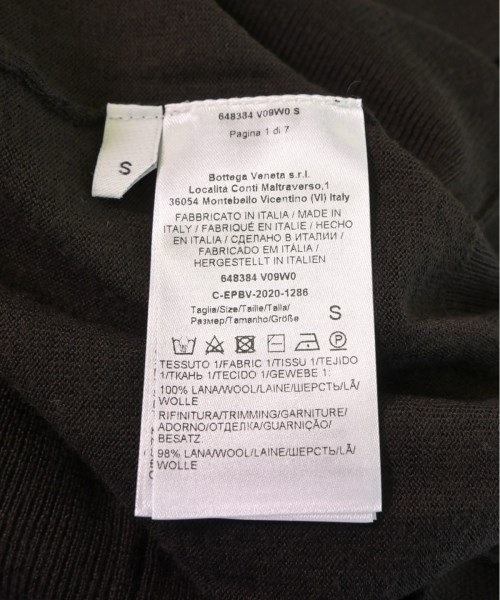 S
648384 V09W0 S
Pagina 1 di 7
Bottega Veneta s.r.l.
Località Conti Maltraverso,1
36054 Montebello Vicentino (VI) Italy
FABBRICATO IN ITALIA / MADE IN
ITALY / FABRIQUÉ EN ITALIE / HECHO
EN ITALIA / СДЕЛАНО В ИТАЛИИ /
FABRICADO EM ITÁLIA /
HERGESTELLT IN ITALIEN
648384 V09W0
C-EPBV-2020-1286
Taglia/Size/Taille/Talla/
Размер/Tamanho/Größe S
TESSUTO 1/FABRIC 1/TISSU 1/TEJIDO
1/ТКАНЬ 1/TECIDO 1/GEWEBE 1:
100% LANA/WOOL/LAINE/ШЕРСТЬ/LÃ/
WOLLE
RIFINITURA/TRIMMING/GARNITURE/
ADORNO/ОТДЕЛКА/GUARNIÇÃO/
BESATZ:
98% LANA/WOOL/LAINE/ШЕРСТЬ/LÃ/
WOLLE